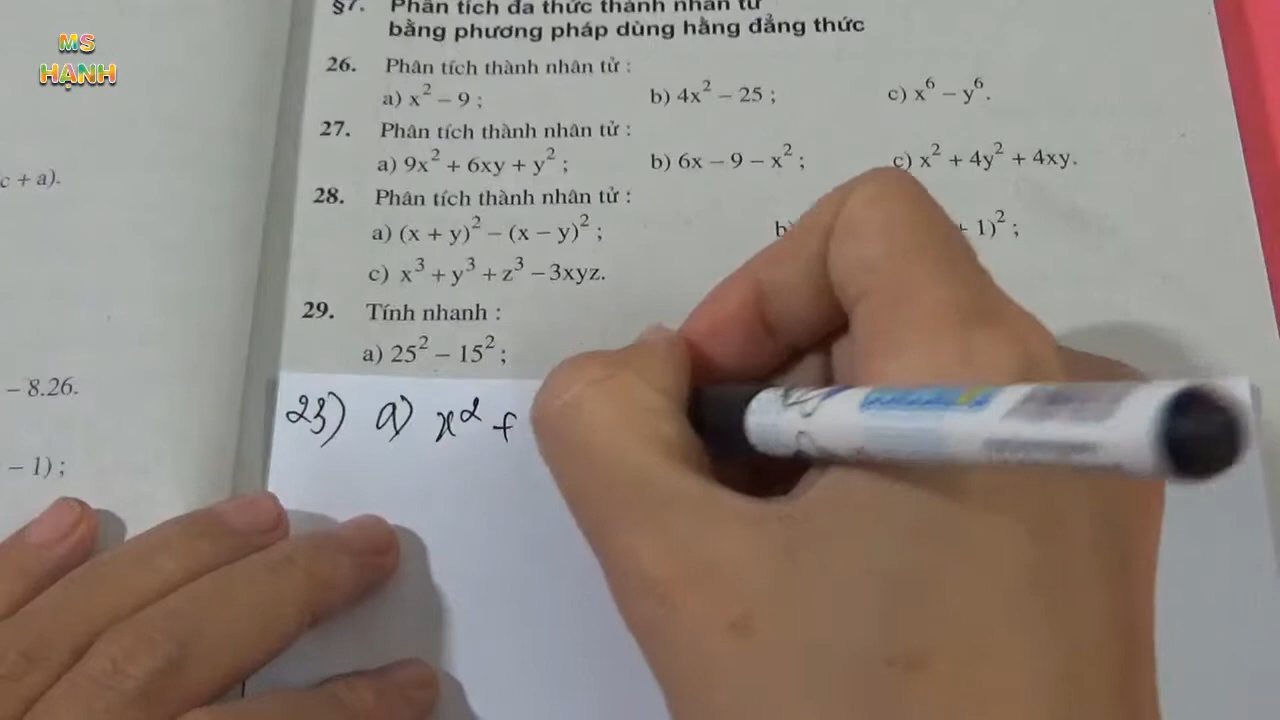 MS
HẠNH
c + a).
– 8.26.
– 1) ;
§7. Phân tích đa thức thành nhân tử
bằng phương pháp dùng hằng đẳng thức
26. Phân tích thành nhân tử :
a) x² – 9 ; b) 4x² – 25 ; c) x⁶ – y⁶.
27. Phân tích thành nhân tử :
a) 9x² + 6xy + y² ; b) 6x – 9 – x² ; c) x² + 4y² + 4xy.
28. Phân tích thành nhân tử :
a) (x + y)² – (x – y)² ; b) + 1)² ;
c) x³ + y³ + z³ – 3xyz.
29. Tính nhanh :
a) 25² – 15² ;
23) a) x² +